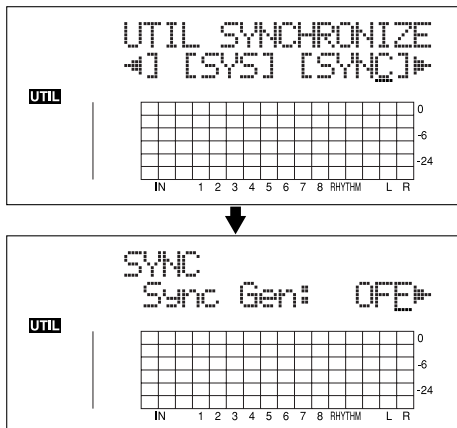 UTIL SYNCHRONIZE
◄] [SYS] [SYNC]►
UTIL
0
-6
-24
IN 1 2 3 4 5 6 7 8 RHYTHM L R
SYNC
Sync Gen: OFF►
UTIL
0
-6
-24
IN 1 2 3 4 5 6 7 8 RHYTHM L R